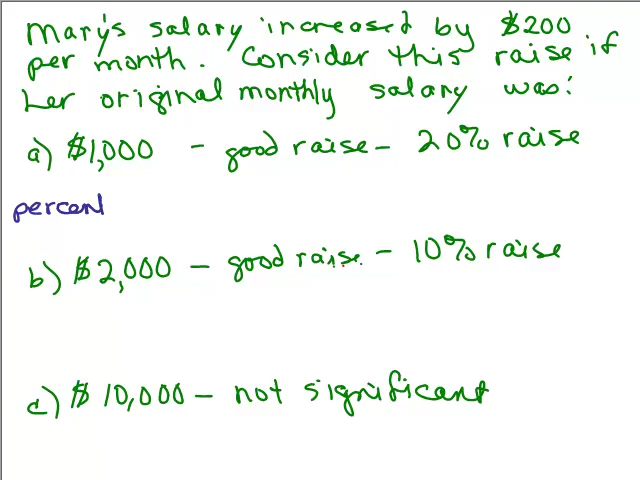 Mary's salary increased by $200
per month. Consider this raise if
her original monthly salary was:
a) $1,000 - good raise - 20% raise
percent
b) $2,000 - good raise - 10% raise
c) $10,000 - not significant